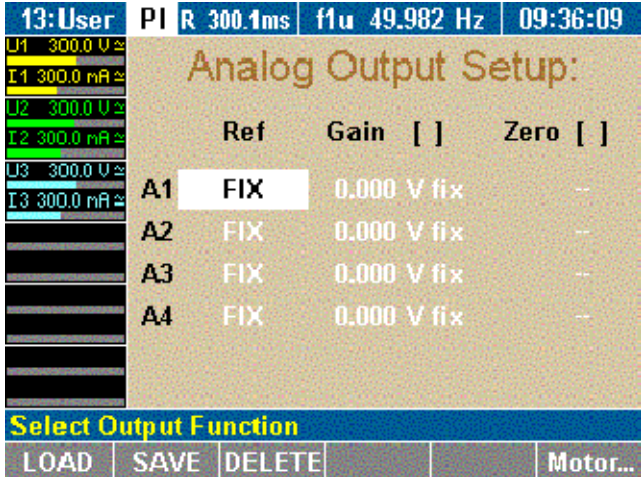 13:User PI R 300.1ms f1u 49.982 Hz 09:36:09
U1 300.0 V ≃
I1 300.0 mA ≃
U2 300.0 V ≃
I2 300.0 mA ≃
U3 300.0 V ≃
I3 300.0 mA ≃
Analog Output Setup:
Ref Gain [ ] Zero [ ]
A1 FIX 0.000 V fix --
A2 FIX 0.000 V fix --
A3 FIX 0.000 V fix --
A4 FIX 0.000 V fix --
Select Output Function
LOAD SAVE DELETE Motor...